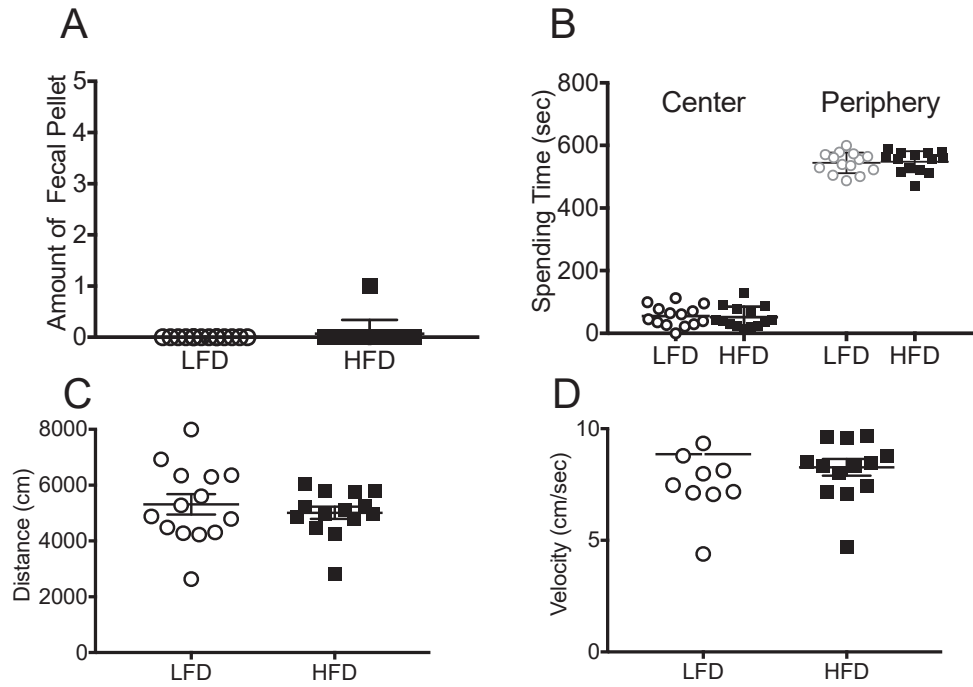 A
Amount of Fecal Pellet
5
4
3
2
1
0
LFD
HFD
B
Spending Time (sec)
800
600
400
200
0
Center
Periphery
LFD
HFD
LFD
HFD
C
Distance (cm)
8000
6000
4000
2000
0
LFD
HFD
D
Velocity (cm/sec)
10
5
0
LFD
HFD